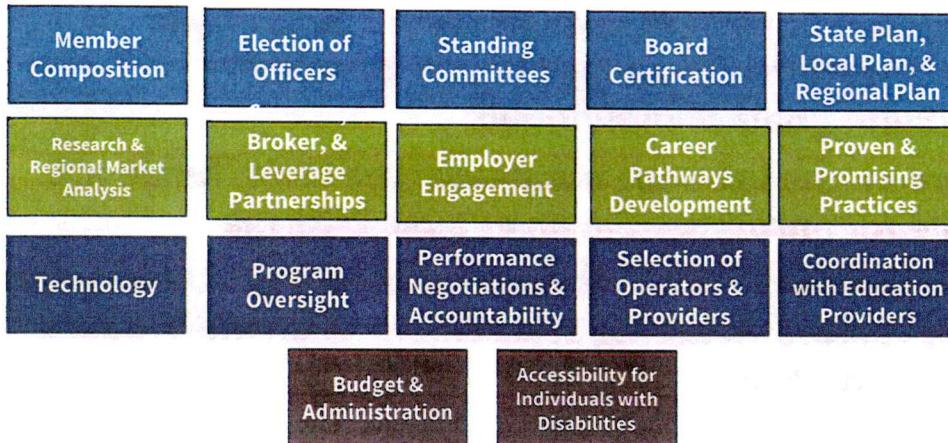 Member
Composition
Election of
Officers
Standing
Committees
Board
Certification
State Plan,
Local Plan, &
Regional Plan
Research &
Regional Market
Analysis
Broker, &
Leverage
Partnerships
Employer
Engagement
Career
Pathways
Development
Proven &
Promising
Practices
Technology
Program
Oversight
Performance
Negotiations &
Accountability
Selection of
Operators &
Providers
Coordination
with Education
Providers
Budget &
Administration
Accessibility for
Individuals with
Disabilities